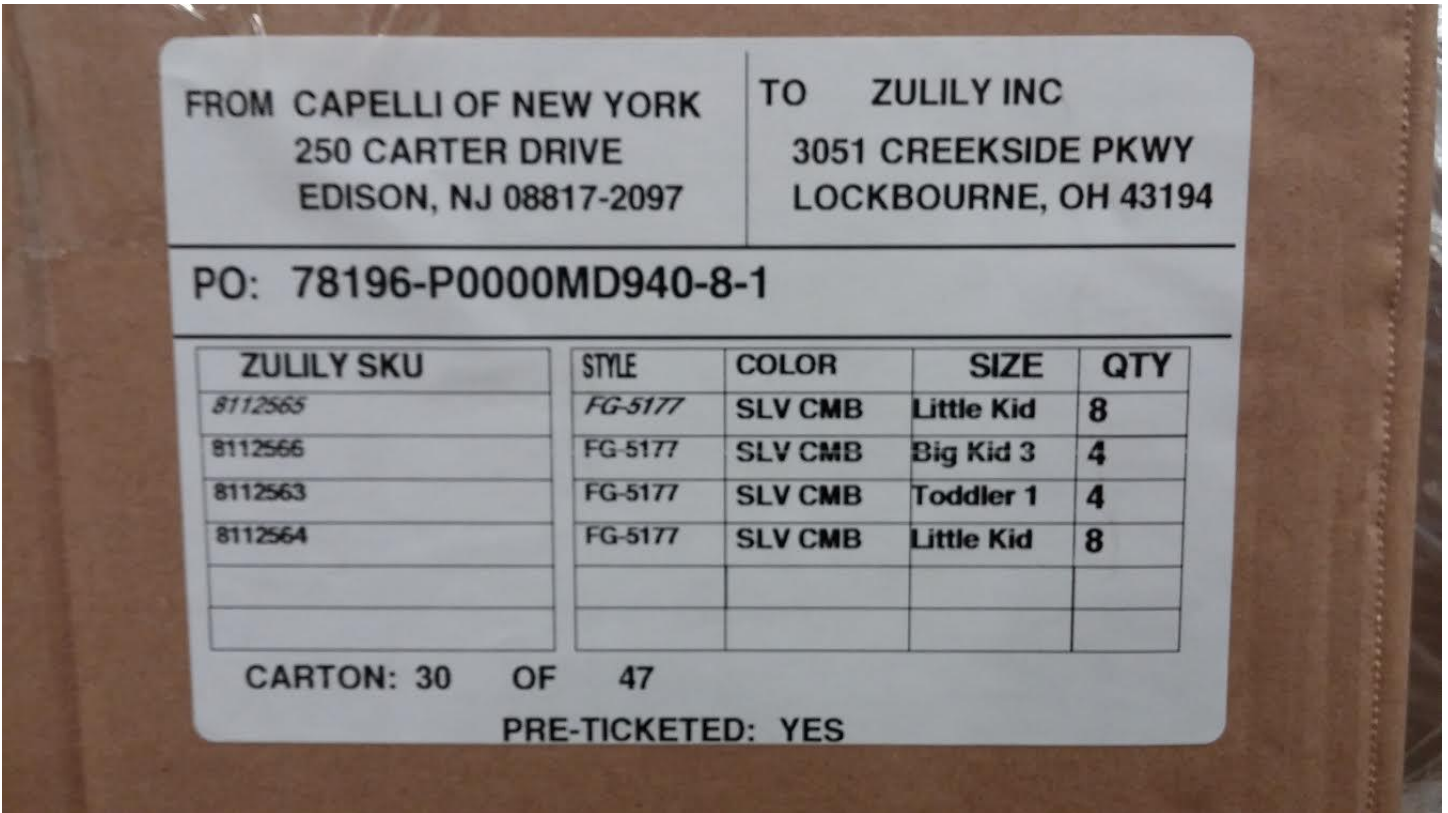 FROM CAPELLI OF NEW YORK
250 CARTER DRIVE
EDISON, NJ 08817-2097
TO ZULILY INC
3051 CREEKSIDE PKWY
LOCKBOURNE, OH 43194
PO: 78196-P0000MD940-8-1
ZULILY SKU STYLE COLOR SIZE QTY
8112565 FG-5177 SLV CMB Little Kid 8
8112566 FG-5177 SLV CMB Big Kid 3 4
8112563 FG-5177 SLV CMB Toddler 1 4
8112564 FG-5177 SLV CMB Little Kid 8
CARTON: 30 OF 47
PRE-TICKETED: YES